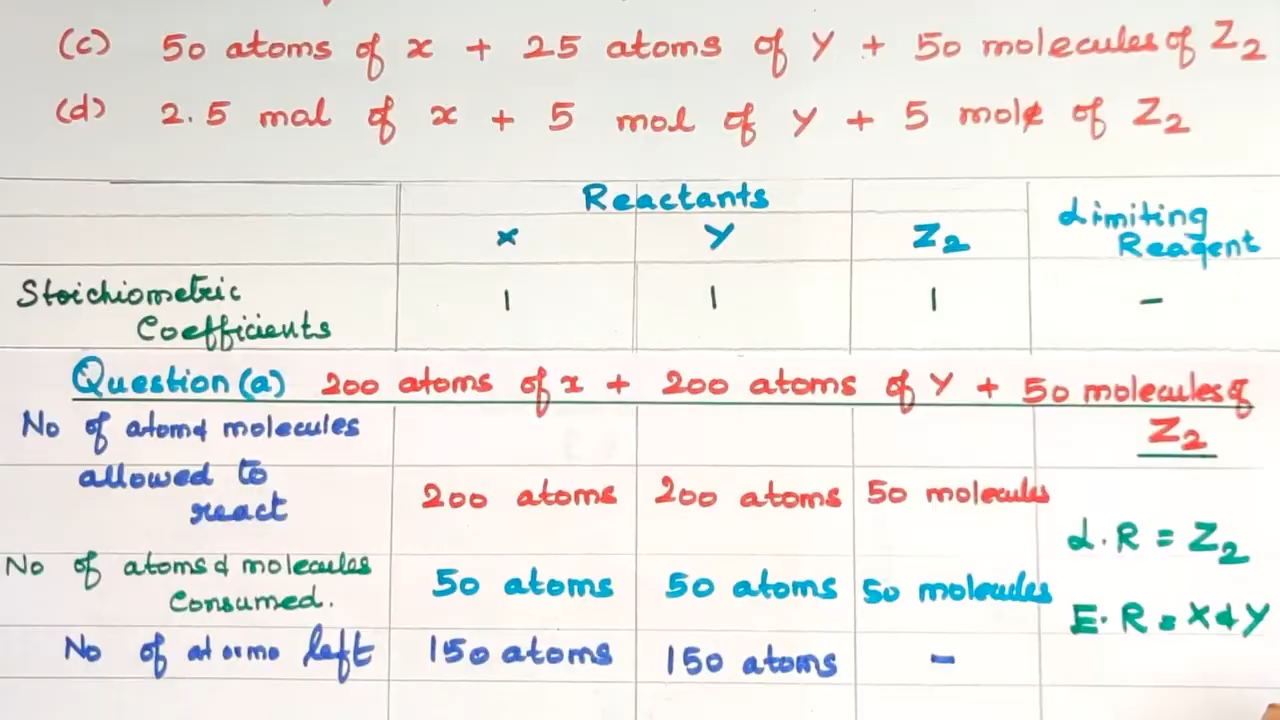 (c) 50 atoms of x + 25 atoms of y + 50 molecules of Z2
(d) 2.5 mol of x + 5 mol of y + 5 mol of Z2
Reactants
Limiting
Reagent
x
y
Z2
Stoichiometric
Coefficients
1
1
1
-
Question(a) 200 atoms of x + 200 atoms of y + 50 molecules of
Z2
No of atom& molecules
allowed to
react
200 atoms
200 atoms
50 molecules
L.R = Z2
No of atoms & molecules
Consumed.
50 atoms
50 atoms
50 molecules
E.R = X & Y
No of atoms left
150 atoms
150 atoms
-